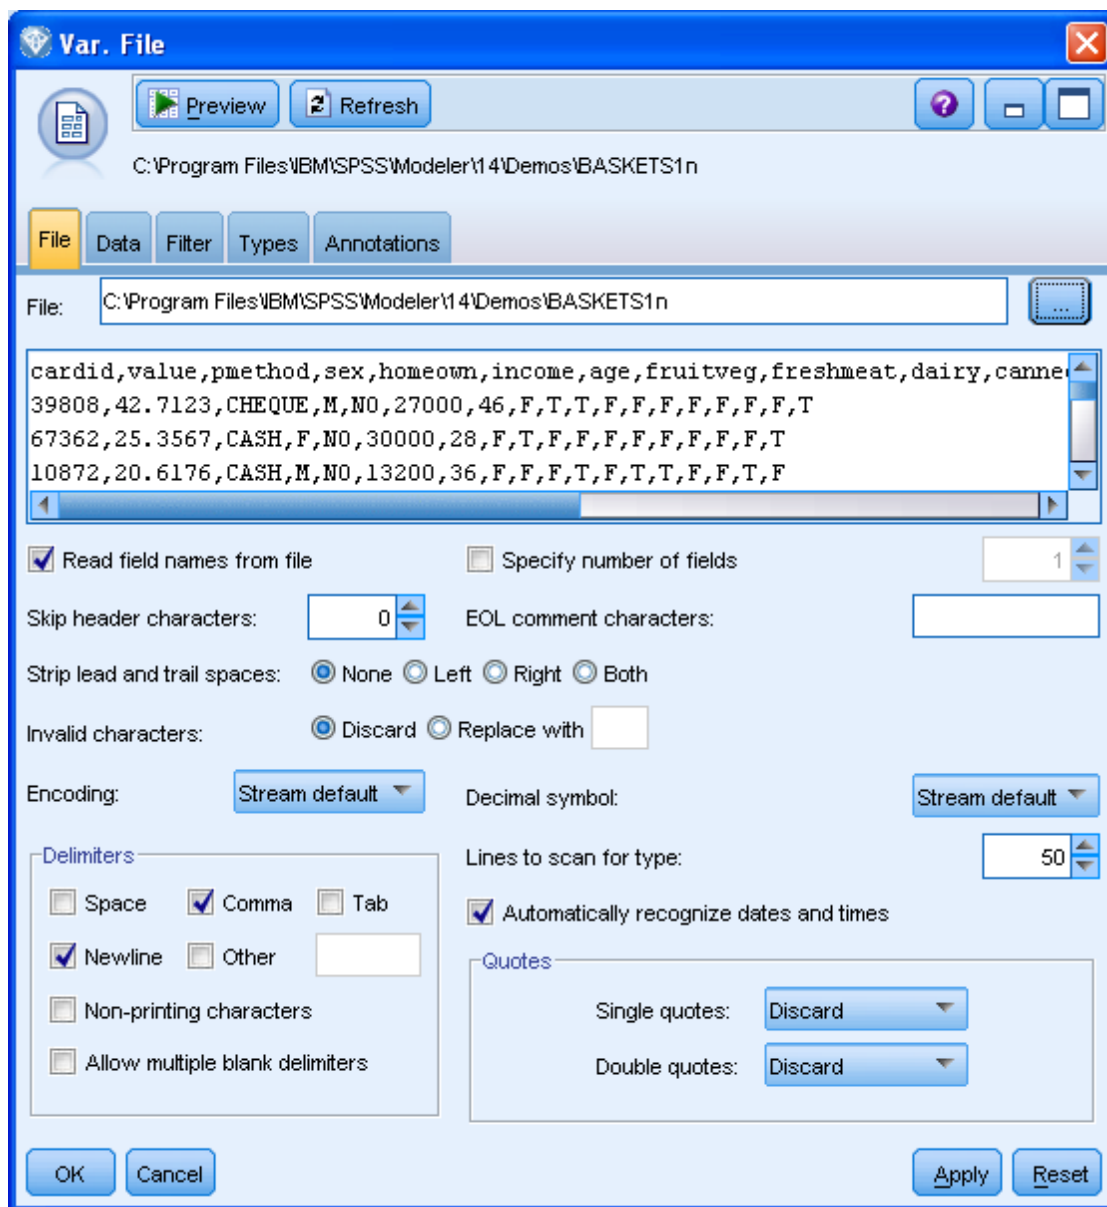 Var. File
Preview Refresh
C:\Program Files\IBM\SPSS\Modeler\14\Demos\BASKETS1n
File Data Filter Types Annotations
File: C:\Program Files\IBM\SPSS\Modeler\14\Demos\BASKETS1n ...
cardid,value,pmethod,sex,homeown,income,age,fruitveg,freshmeat,dairy,canne
39808,42.7123,CHEQUE,M,NO,27000,46,F,T,T,F,F,F,F,F,F,F,T
67362,25.3567,CASH,F,NO,30000,28,F,T,F,F,F,F,F,F,F,F,T
10872,20.6176,CASH,M,NO,13200,36,F,F,F,T,F,T,T,F,F,T,F
Read field names from file Specify number of fields 1
Skip header characters: 0 EOL comment characters:
Strip lead and trail spaces: None Left Right Both
Invalid characters: Discard Replace with
Encoding: Stream default Decimal symbol: Stream default
Delimiters Lines to scan for type: 50
Space Comma Tab Automatically recognize dates and times
Newline Other Quotes
Non-printing characters Single quotes: Discard
Allow multiple blank delimiters Double quotes: Discard
OK Cancel Apply Reset